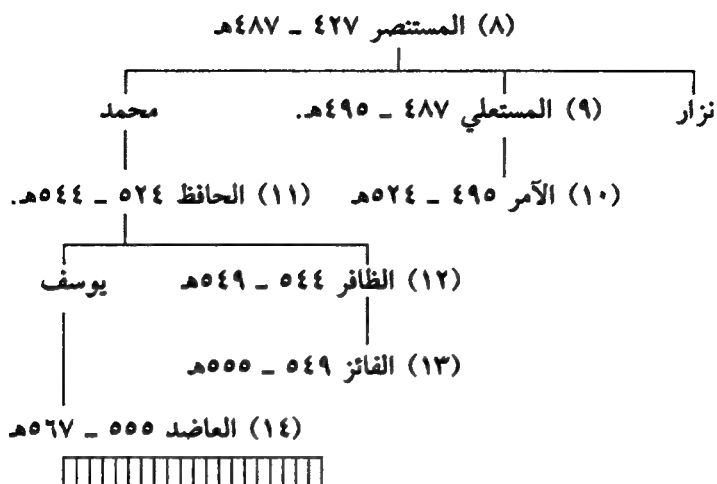 (٨) المستنصر ٤٢٧ ـ ٤٨٧هـ
نزار (٩) المستعلي ٤٨٧ ـ ٤٩٥هـ. محمد
(١٠) الآمر ٤٩٥ ـ ٥٢٤هـ (١١) الحافظ ٥٢٤ ـ ٥٤٤هـ.
(١٢) الظافر ٥٤٤ ـ ٥٤٩هـ يوسف
(١٣) الفائز ٥٤٩ ـ ٥٥٥هـ
(١٤) العاضد ٥٥٥ ـ ٥٦٧هـ